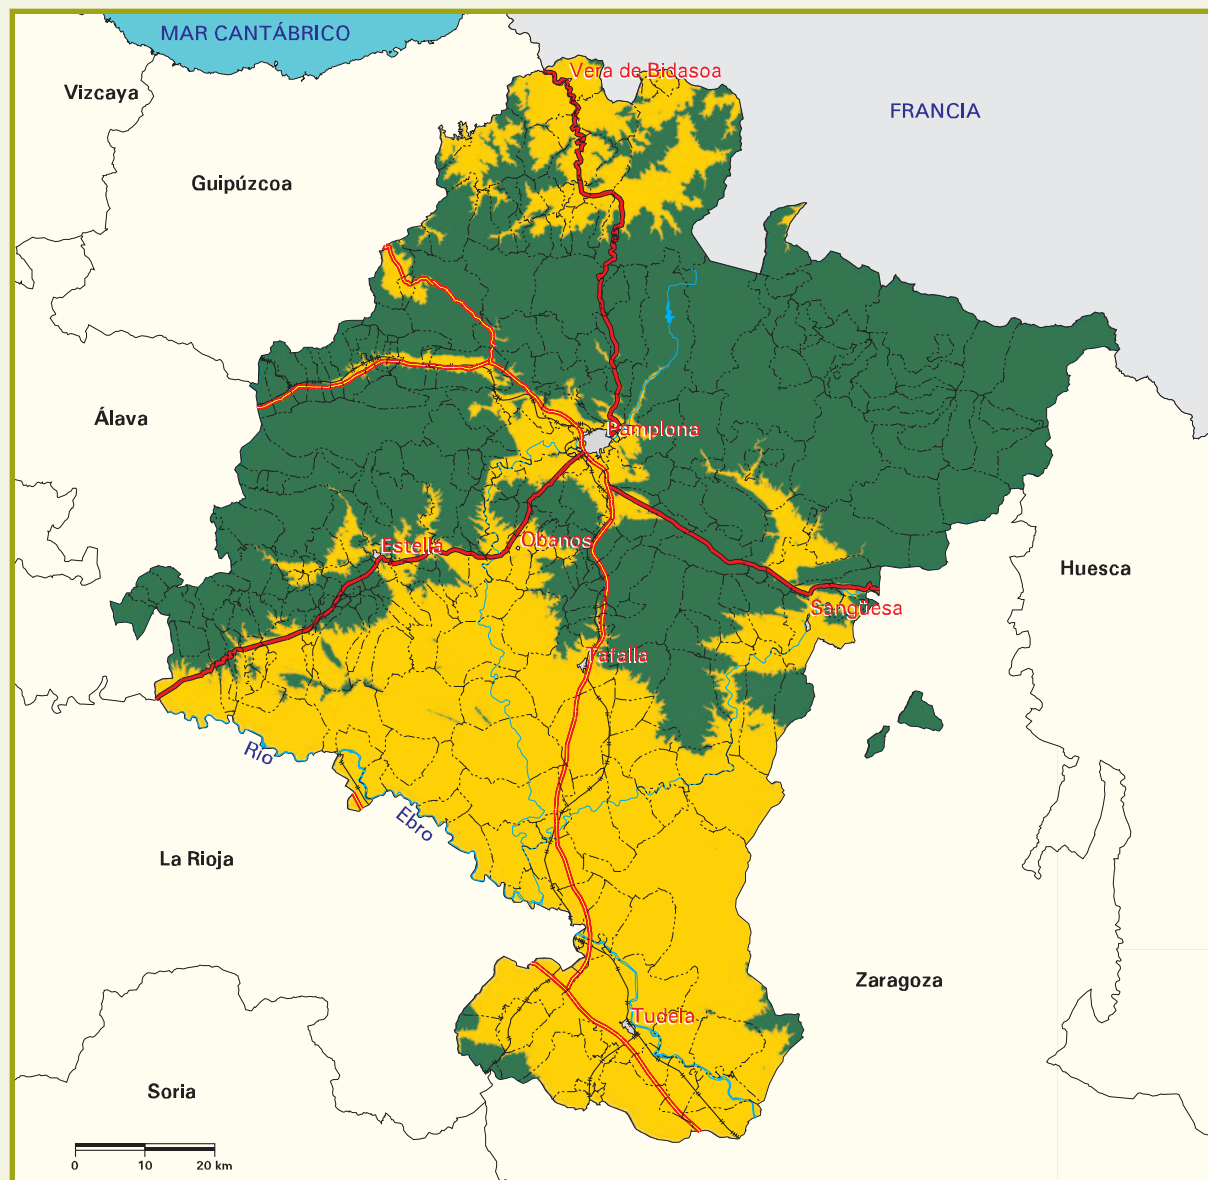 MAR CANTÁBRICO
Vera de Bidasoa
Vizcaya
FRANCIA
Guipúzcoa
Álava
Pamplona
Estella
Obanos
Huesca
Sangüesa
Tafalla
Río
Ebro
La Rioja
Zaragoza
Tudela
Soria
0 10 20 km